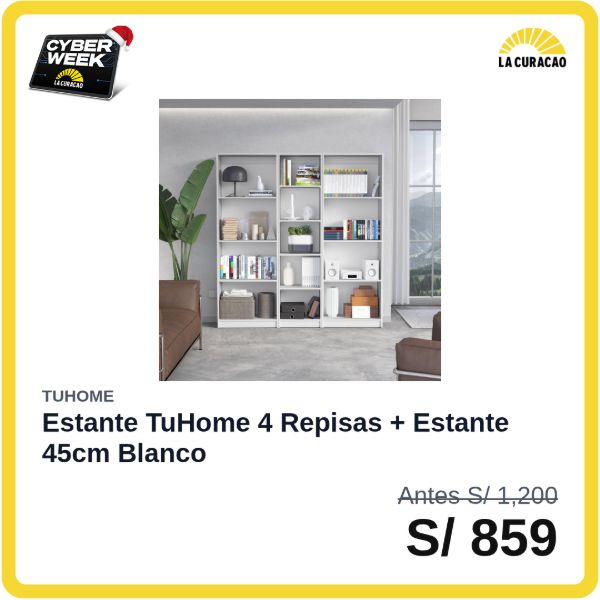 CYBER
WEEK
LA CURACAO
LA CURACAO
TUHOME
Estante TuHome 4 Repisas + Estante
45cm Blanco
Antes S/ 1,200
S/ 859